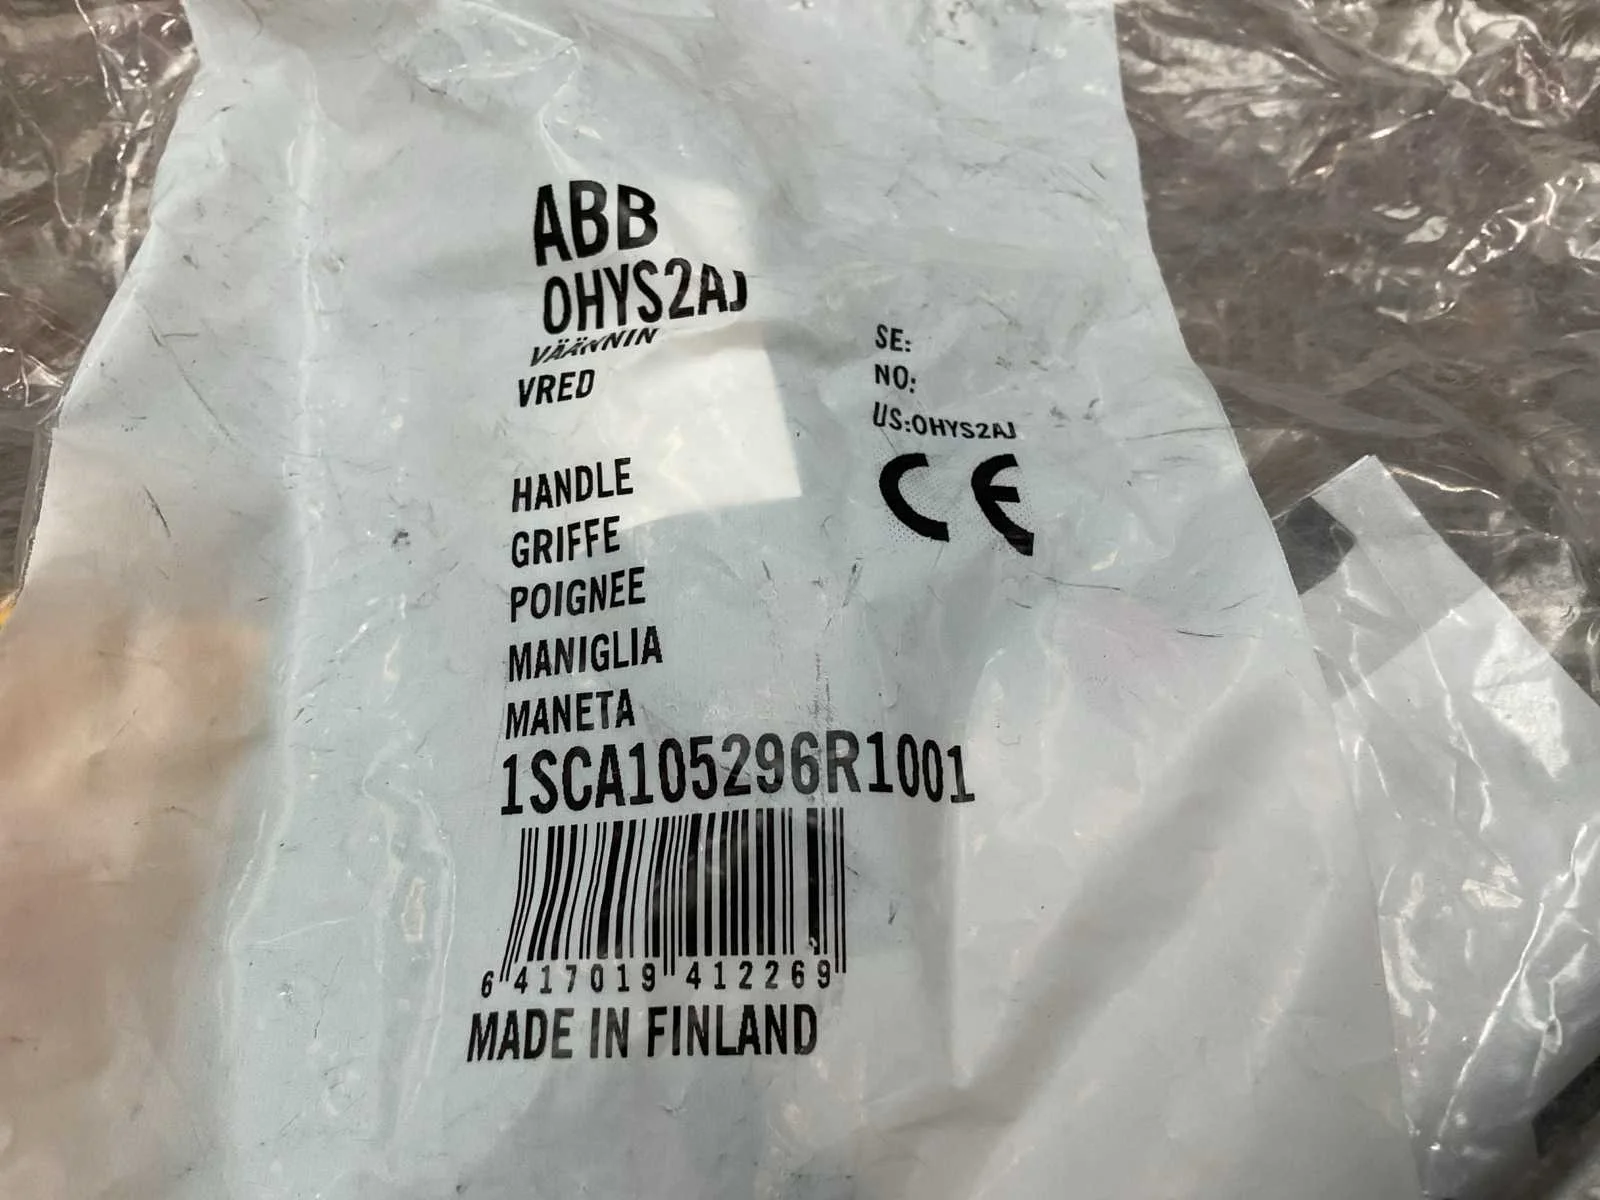 ABB
OHYS2AJ
VÄÄNNIN
VRED
HANDLE
GRIFFE
POIGNEE
MANIGLIA
MANETA
1SCA105296R1001
6 417019 412269
MADE IN FINLAND
SE:
NO:
US:OHYS2AJ
CE